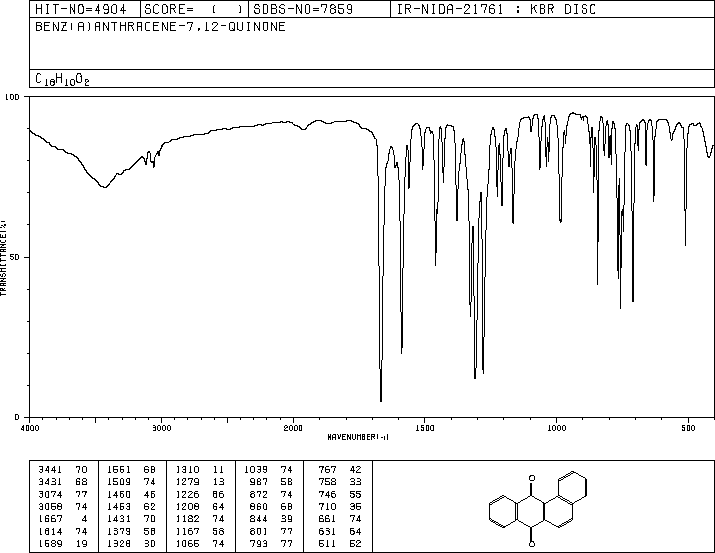 HIT-NO=4904 SCORE= ( ) SDBS-NO=7859 IR-NIDA-21761 : KBR DISC
BENZ(A)ANTHRACENE-7,12-QUINONE
C18H10O2
100
50
0
TRANSMITTANCE(%)
4000 3000 2000 1500 1000 500
WAVENUMBER(-1)
3441 70 1561 68 1310 11 1039 74 767 42
3431 68 1509 74 1279 13 987 58 758 33
3074 77 1460 46 1226 66 872 74 746 55
3058 74 1453 62 1208 64 860 68 710 35
1667 4 1431 70 1182 74 844 39 661 74
1614 74 1379 58 1167 58 801 77 631 64
1589 19 1328 30 1065 74 793 77 511 52
O
O